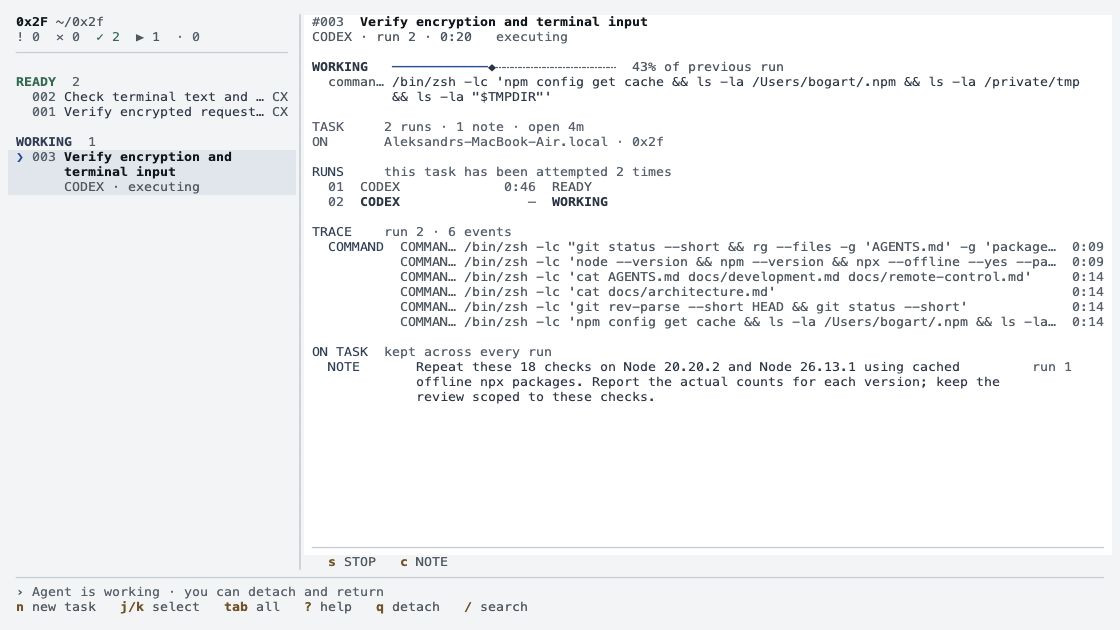 0x2F ~/0x2f
! 0  × 0  ✓ 2  ▶ 1  · 0
READY  2
002 Check terminal text and … CX
001 Verify encrypted request… CX
WORKING  1
❯ 003 Verify encryption and
terminal input
CODEX · executing
#003  Verify encryption and terminal input
CODEX · run 2 · 0:20   executing
WORKING  43% of previous run
comman… /bin/zsh -lc 'npm config get cache && ls -la /Users/bogart/.npm && ls -la /private/tmp
&& ls -la "$TMPDIR"'
TASK     2 runs · 1 note · open 4m
ON       Aleksandrs-MacBook-Air.local · 0x2f
RUNS     this task has been attempted 2 times
01  CODEX             0:46  READY
02  CODEX                —  WORKING
TRACE    run 2 · 6 events
COMMAND  COMMAN… /bin/zsh -lc "git status --short && rg --files -g 'AGENTS.md' -g 'package…  0:09
COMMAN… /bin/zsh -lc 'node --version && npm --version && npx --offline --yes --pa…  0:09
COMMAN… /bin/zsh -lc 'cat AGENTS.md docs/development.md docs/remote-control.md'     0:14
COMMAN… /bin/zsh -lc 'cat docs/architecture.md'     0:14
COMMAN… /bin/zsh -lc 'git rev-parse --short HEAD && git status --short'     0:14
COMMAN… /bin/zsh -lc 'npm config get cache && ls -la /Users/bogart/.npm && ls -la…  0:14
ON TASK  kept across every run
NOTE       Repeat these 18 checks on Node 20.20.2 and Node 26.13.1 using cached         run 1
offline npx packages. Report the actual counts for each version; keep the
review scoped to these checks.
s STOP   c NOTE
› Agent is working · you can detach and return
n new task   j/k select   tab all   ? help   q detach   / search